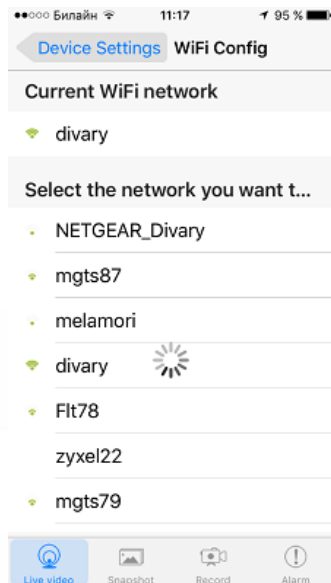 Билайн 11:17 95 %
Device Settings WiFi Config
Current WiFi network
divary
Select the network you want t...
NETGEAR_Divary
mgts87
melamori
divary
Flt78
zyxel22
mgts79
Live video Snapshot Record Alarm